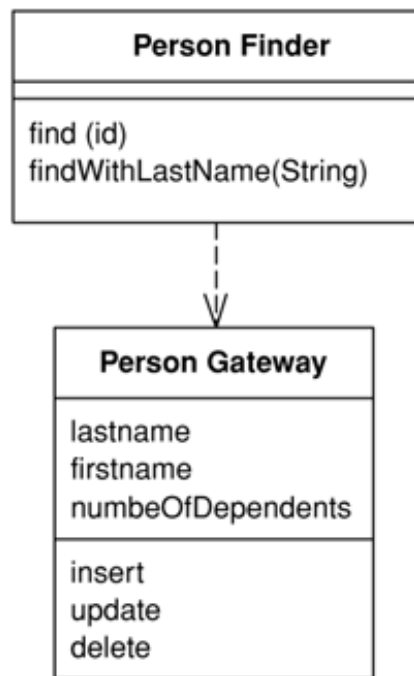 Person Finder
find (id)
findWithLastName(String)
Person Gateway
lastname
firstname
numbeOfDependents
insert
update
delete